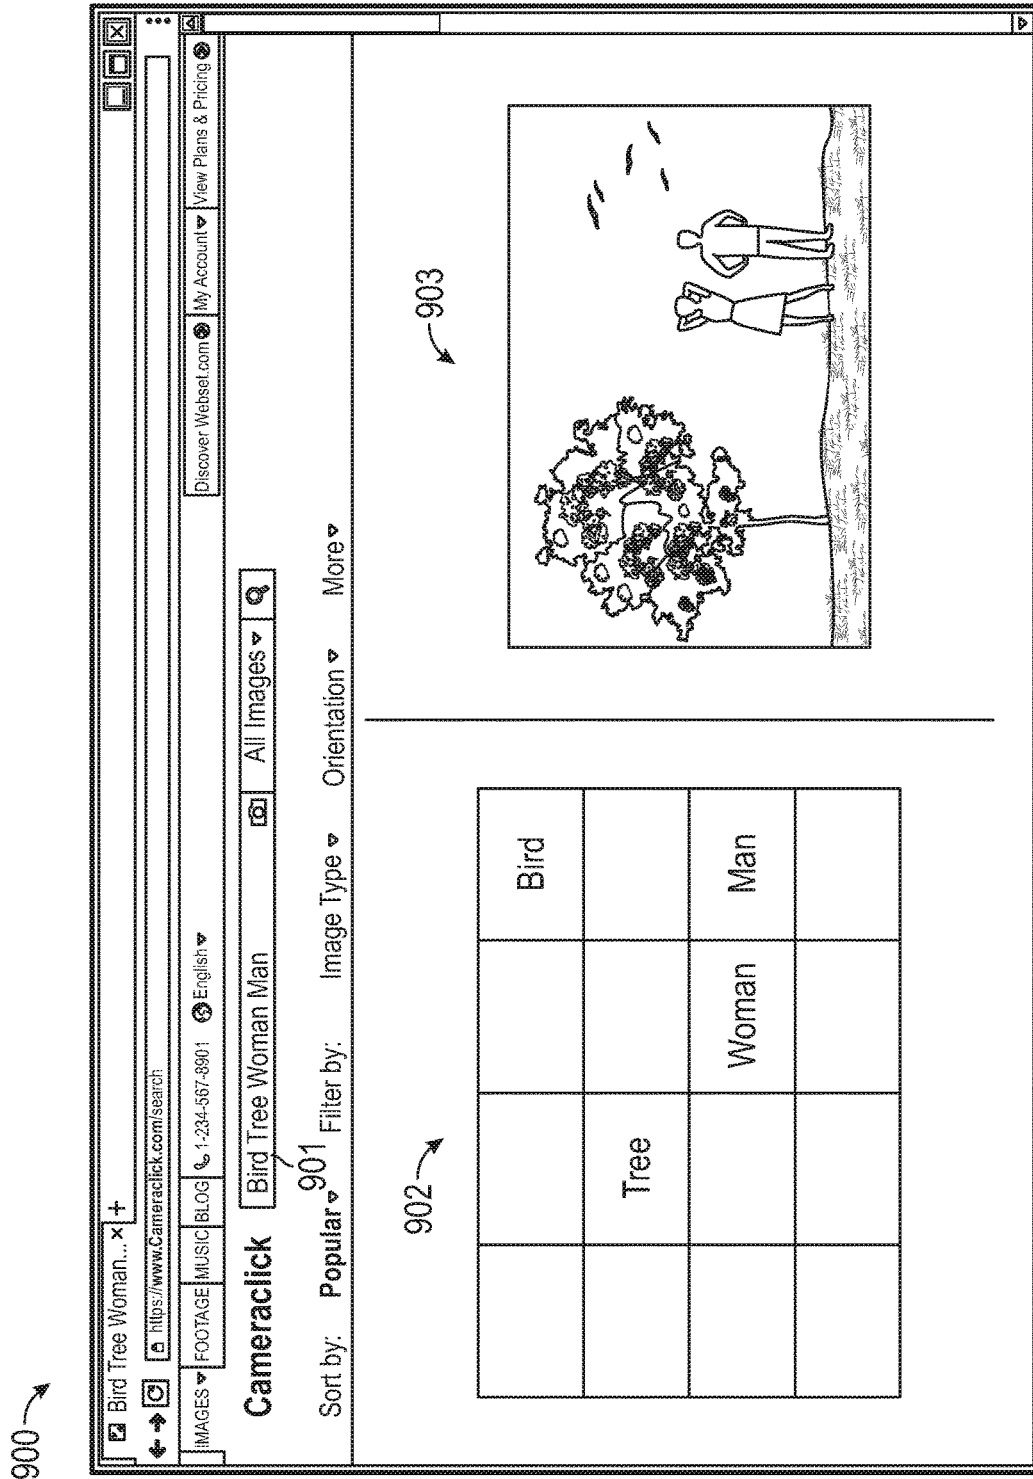 900
Bird Tree Woman... × +
https://www.Cameraclick.com/search
IMAGES FOOTAGE MUSIC BLOG 1-234-567-8901 English Discover Webset.com My Account View Plans & Pricing
Cameraclick Bird Tree Woman Man All Images
901
Sort by: Popular Filter by: Image Type Orientation More
902
903
Bird
Tree
Woman Man